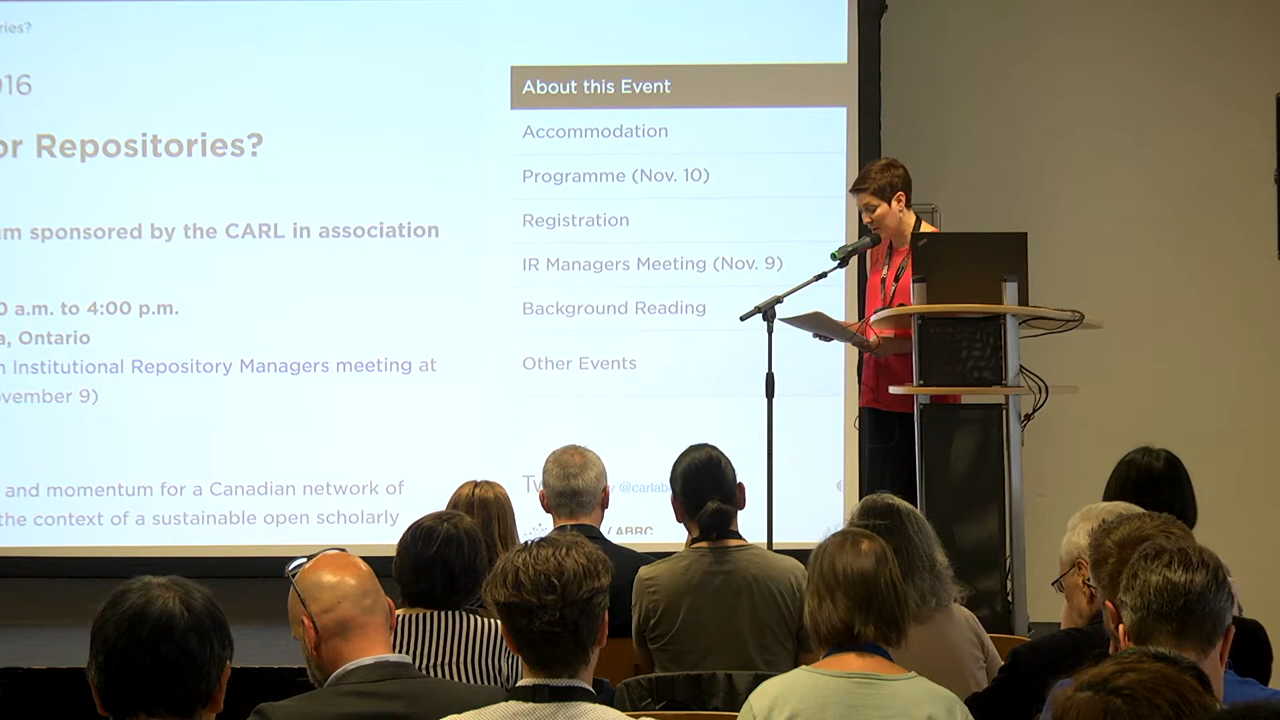 ries?
016
or Repositories?
am sponsored by the CARL in association
0 a.m. to 4:00 p.m.
a, Ontario
n Institutional Repository Managers meeting at
ovember 9)
and momentum for a Canadian network of
the context of a sustainable open scholarly
About this Event
Accommodation
Programme (Nov. 10)
Registration
IR Managers Meeting (Nov. 9)
Background Reading
Other Events
Tw y @carlab
/ ABRC